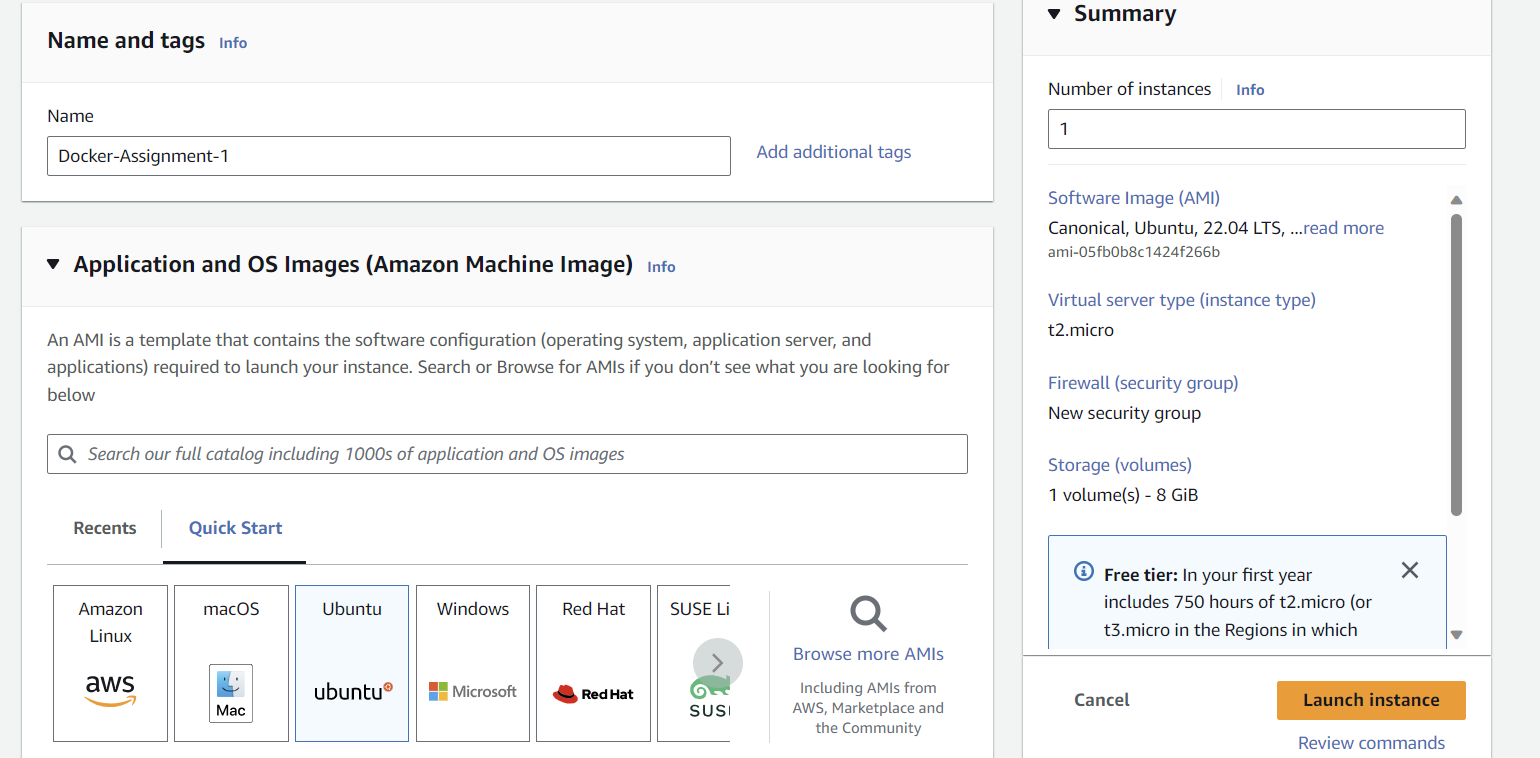 Name and tags Info
Name
Docker-Assignment-1
Add additional tags
Application and OS Images (Amazon Machine Image) Info
An AMI is a template that contains the software configuration (operating system, application server, and
applications) required to launch your instance. Search or Browse for AMIs if you don’t see what you are looking for
below
Search our full catalog including 1000s of application and OS images
Recents
Quick Start
Amazon
Linux
aws
macOS
Mac
Ubuntu
ubuntu
Windows
Microsoft
Red Hat
Red Hat
SUSE Li
SUS
Browse more AMIs
Including AMIs from
AWS, Marketplace and
the Community
Summary
Number of instances Info
1
Software Image (AMI)
Canonical, Ubuntu, 22.04 LTS, ...read more
ami-05fb0b8c1424f266b
Virtual server type (instance type)
t2.micro
Firewall (security group)
New security group
Storage (volumes)
1 volume(s) - 8 GiB
Free tier: In your first year
includes 750 hours of t2.micro (or
t3.micro in the Regions in which
Cancel
Launch instance
Review commands